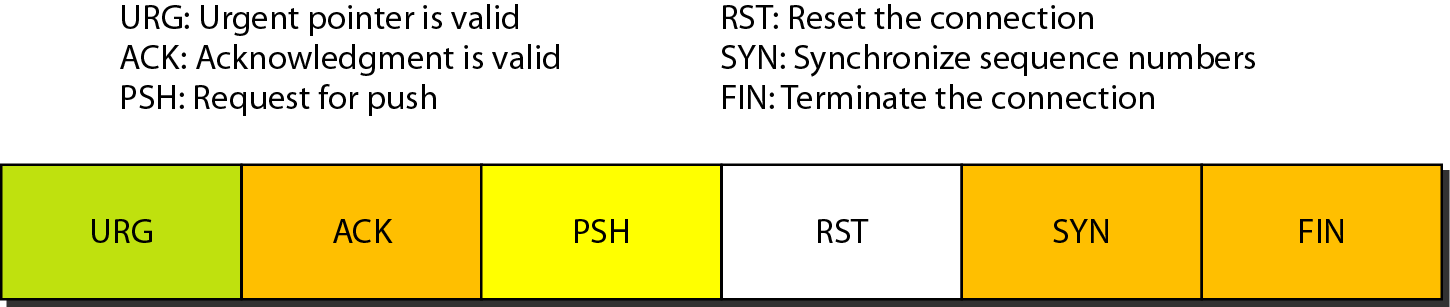 URG: Urgent pointer is valid
ACK: Acknowledgment is valid
PSH: Request for push
RST: Reset the connection
SYN: Synchronize sequence numbers
FIN: Terminate the connection
URG
ACK
PSH
RST
SYN
FIN